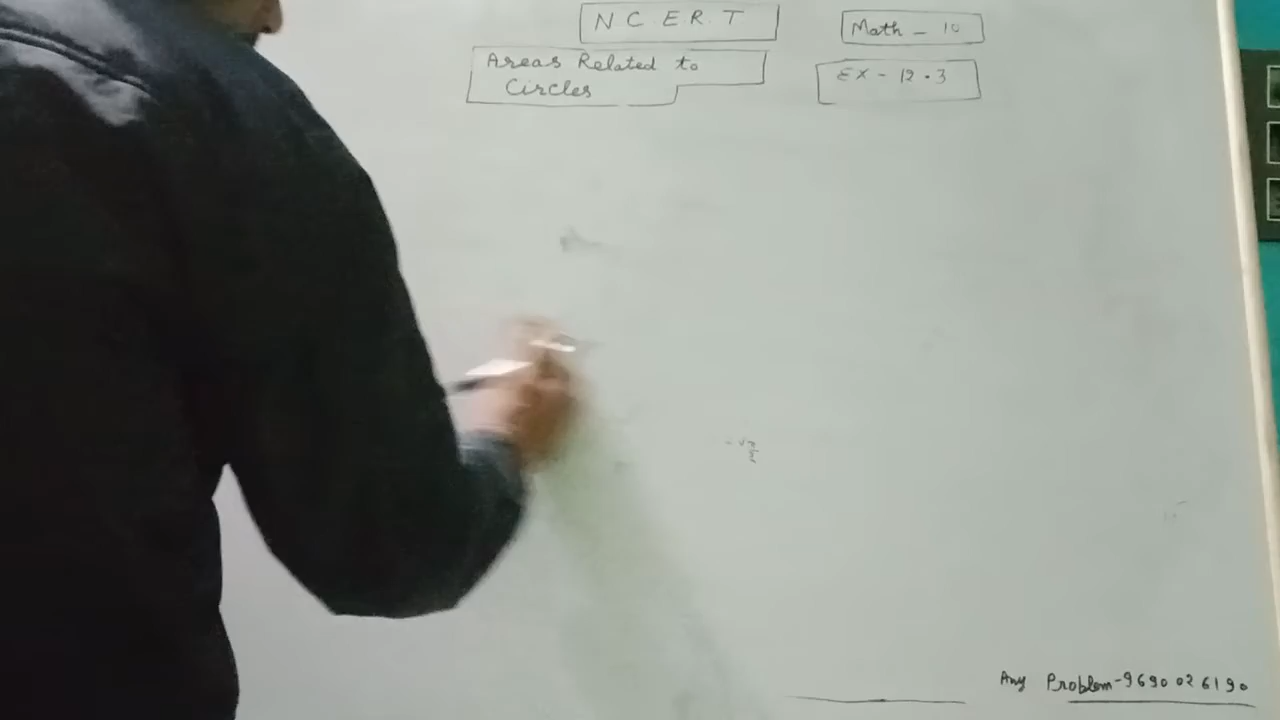 N C E R T
Math - 10
Areas Related to
Circles
EX - 12.3
Any Problem-9690026190